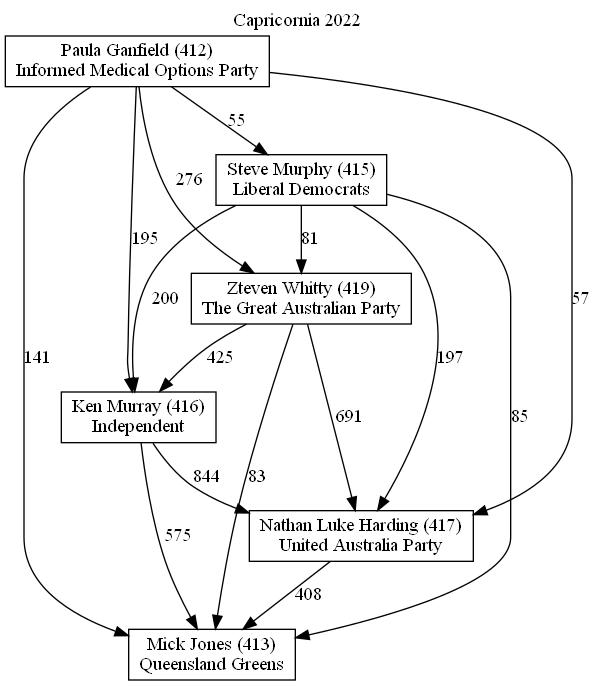 Capricornia 2022
Paula Ganfield (412)
Informed Medical Options Party
55
Steve Murphy (415)
Liberal Democrats
276
195
81
200
Zteven Whitty (419)
The Great Australian Party
57
141
425
197
Ken Murray (416)
Independent
691
85
844
83
Nathan Luke Harding (417)
United Australia Party
575
408
Mick Jones (413)
Queensland Greens